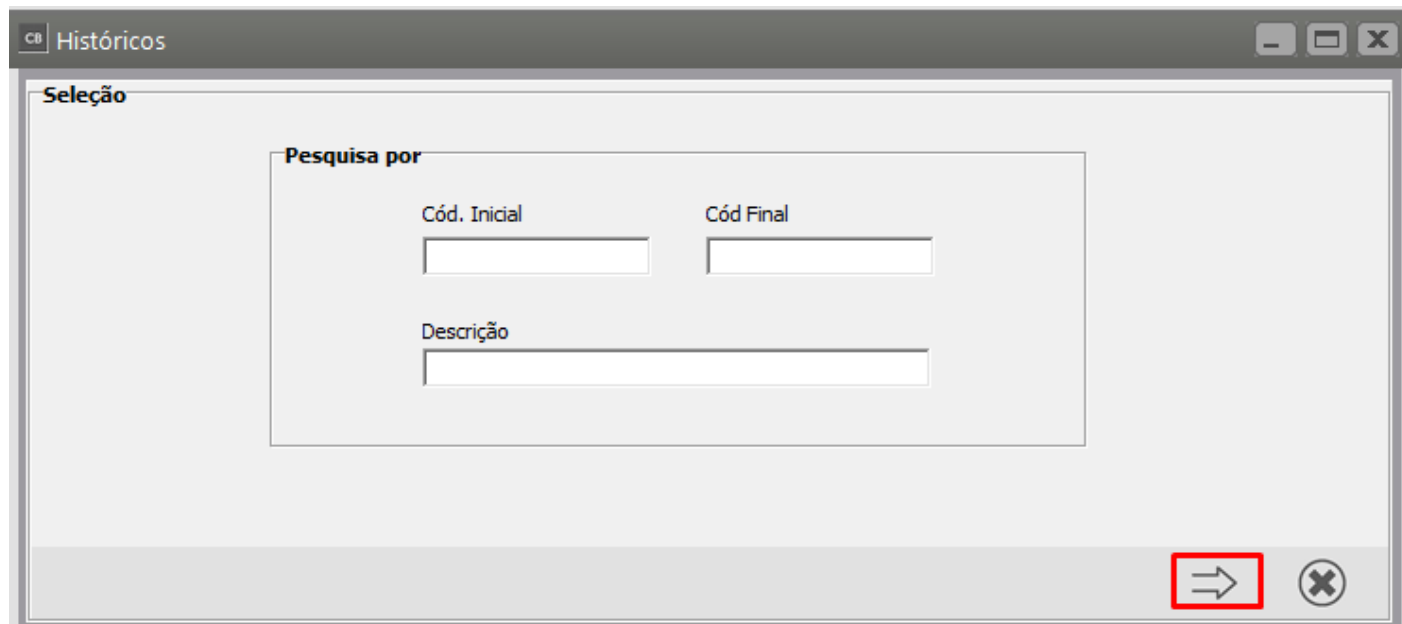 CB Históricos
Seleção
Pesquisa por
Cód. Inicial Cód Final
Descrição